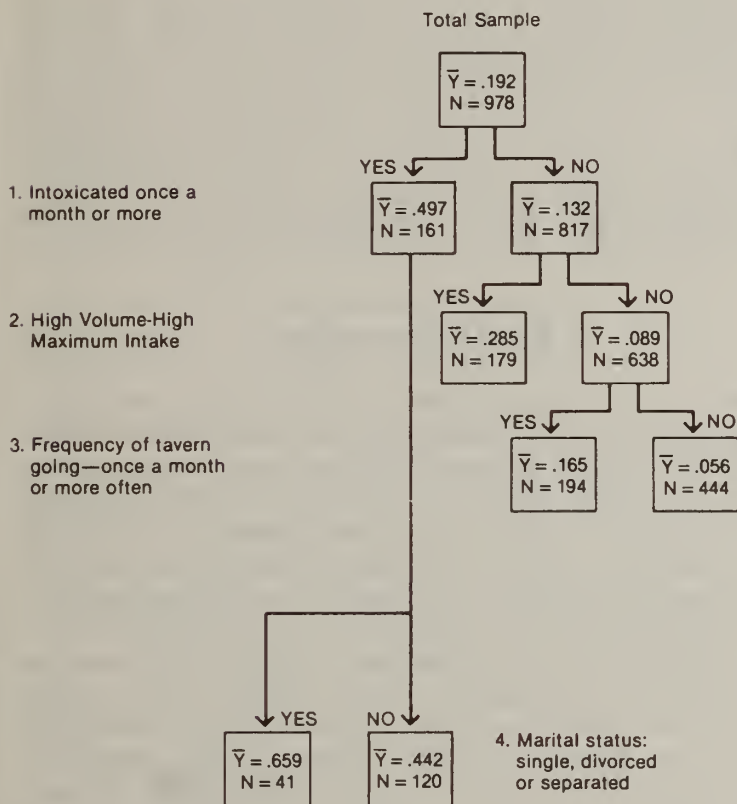 Total Sample
Ȳ = .192
N = 978
YES NO
1. Intoxicated once a
month or more
Ȳ = .497
N = 161
Ȳ = .132
N = 817
YES NO
2. High Volume-High
Maximum Intake
Ȳ = .285
N = 179
Ȳ = .089
N = 638
YES NO
3. Frequency of tavern
going—once a month
or more often
Ȳ = .165
N = 194
Ȳ = .056
N = 444
YES NO
Ȳ = .659
N = 41
Ȳ = .442
N = 120
4. Marital status:
single, divorced
or separated